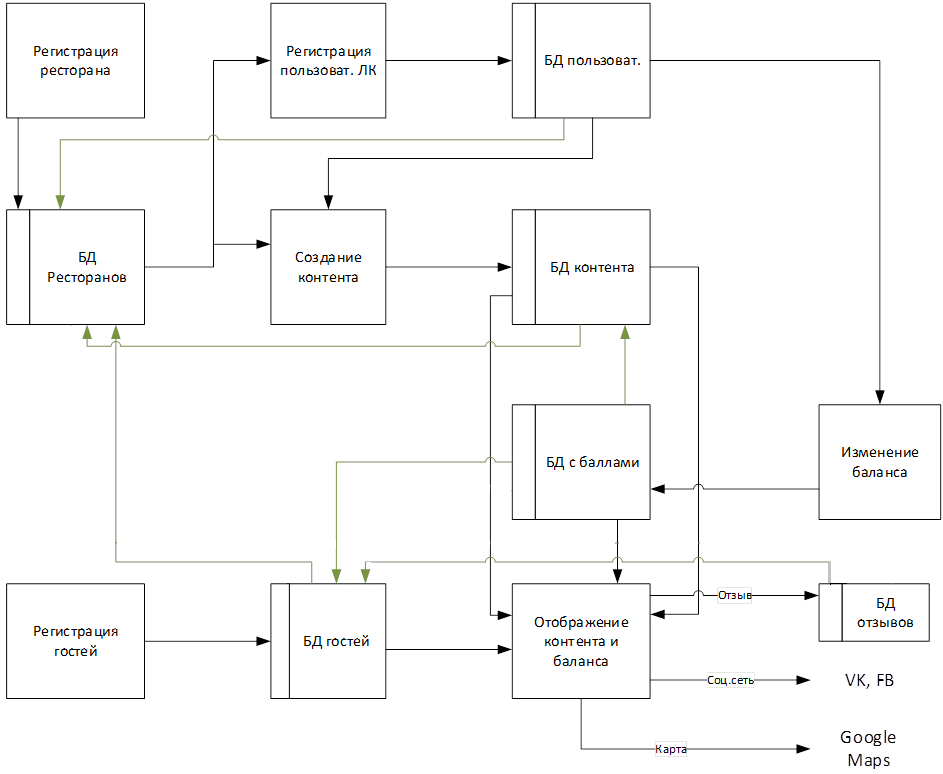 Регистрация
ресторана
Регистрация
пользоват. ЛК
БД пользоват.
БД
Ресторанов
Создание
контента
БД контента
БД с баллами
Изменение
баланса
Регистрация
гостей
БД гостей
Отображение
контента и
баланса
Отзыв
БД
отзывов
Соц.сеть
VK, FB
Карта
Google
Maps